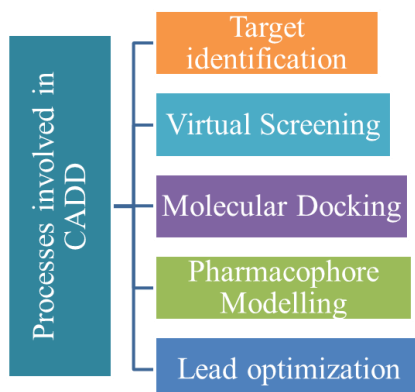 Processes involved in
CADD
Target
identification
Virtual Screening
Molecular Docking
Pharmacophore
Modelling
Lead optimization